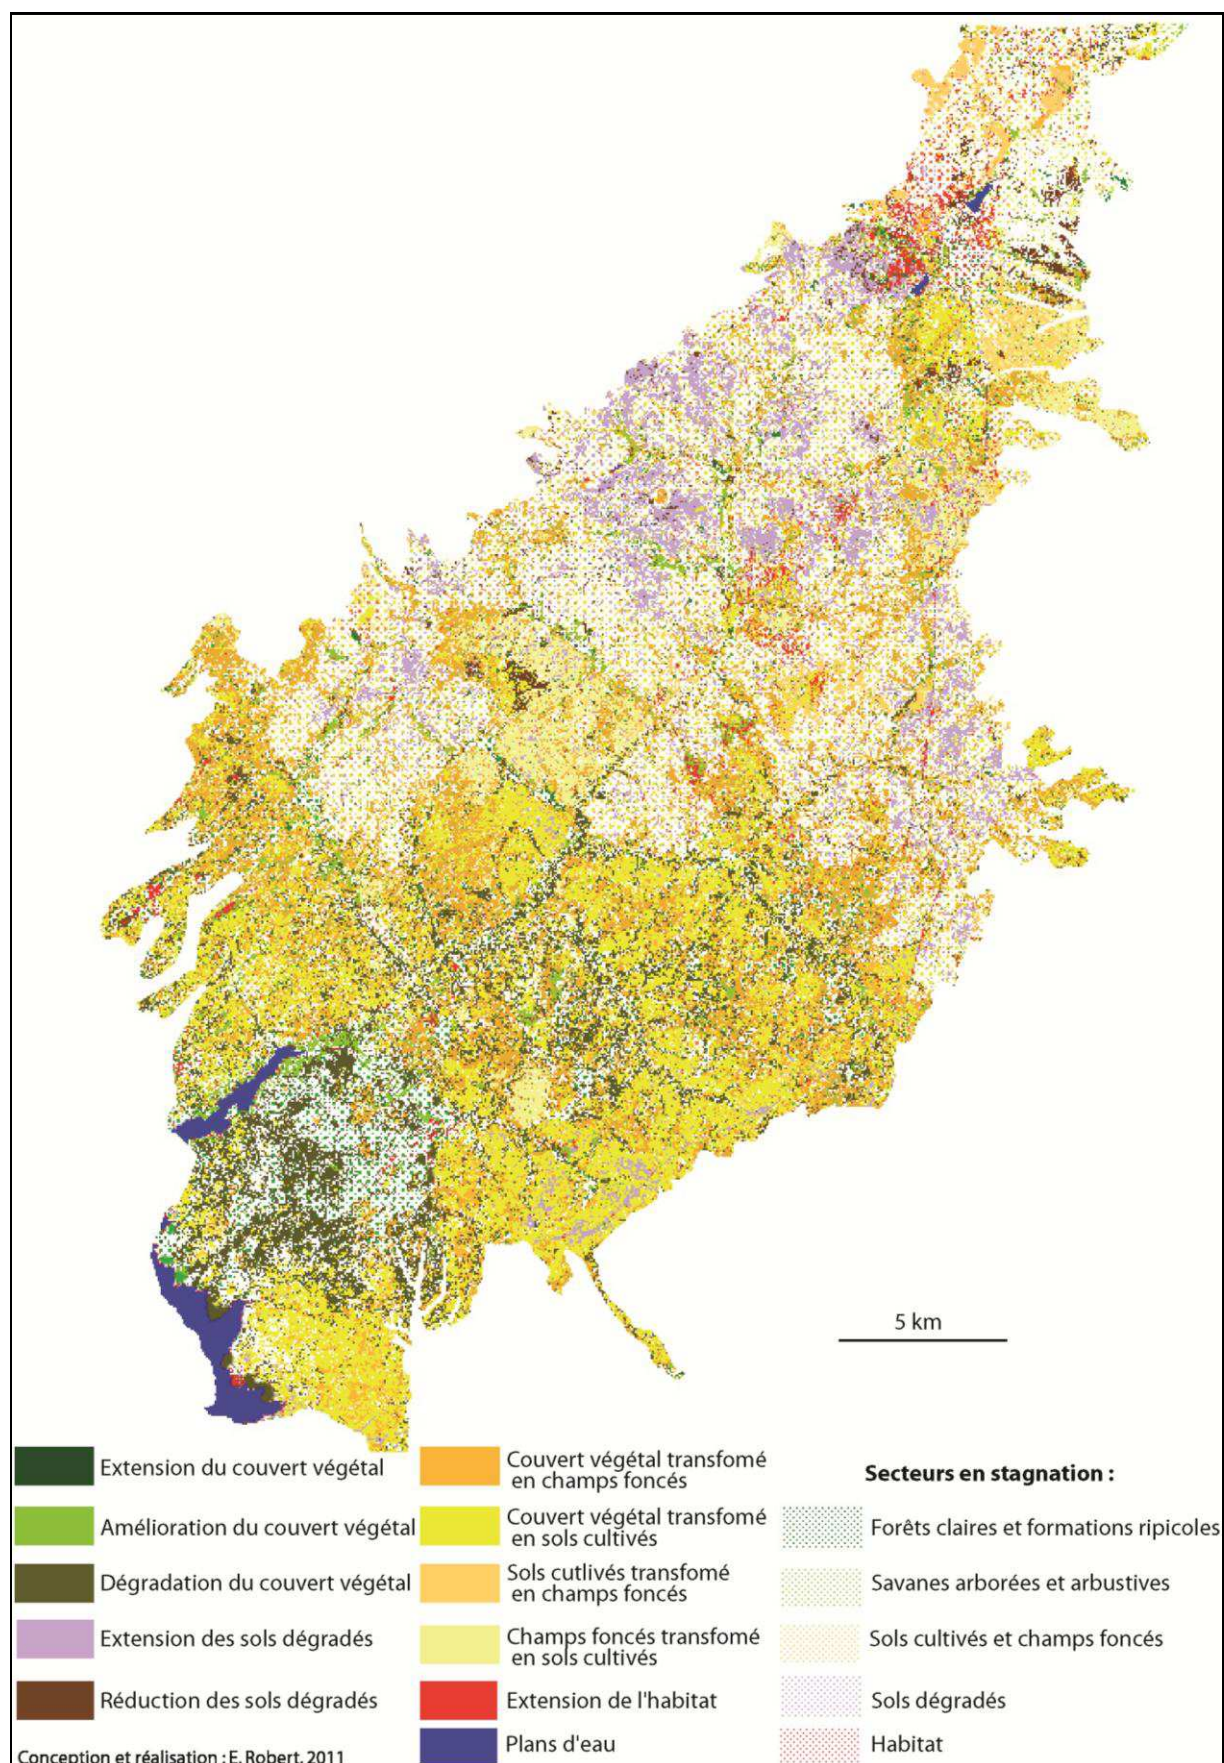 5 km
Extension du couvert végétal
Amélioration du couvert végétal
Dégradation du couvert végétal
Extension des sols dégradés
Réduction des sols dégradés
Conception et réalisation : E. Robert, 2011
Couvert végétal transfomé
en champs foncés
Couvert végétal transfomé
en sols cultivés
Sols cutlivés transfomé
en champs foncés
Champs foncés transfomé
en sols cultivés
Extension de l'habitat
Plans d'eau
Secteurs en stagnation :
Forêts claires et formations ripicoles
Savanes arborées et arbustives
Sols cultivés et champs foncés
Sols dégradés
Habitat